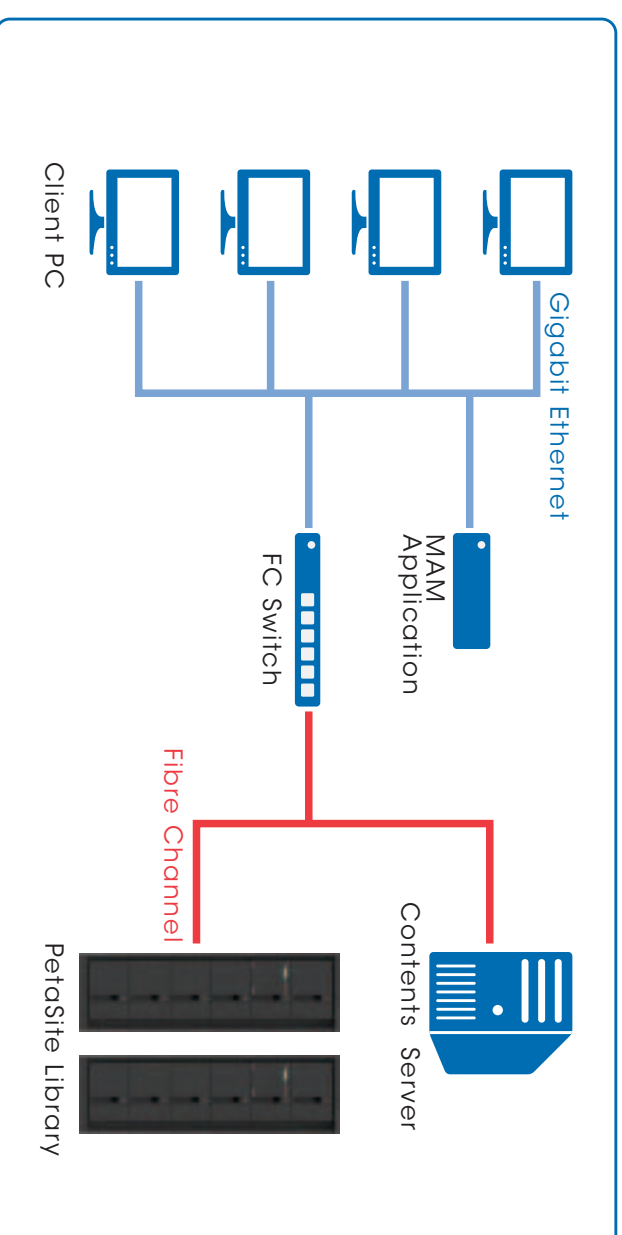 Gigabit Ethernet
Client PC
MAM
Application
FC Switch
Fibre Channel
Contents Server
PetaSite Library